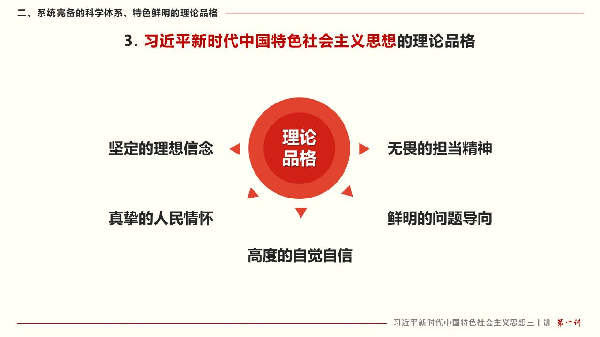 二、系统完备的科学体系、特色鲜明的理论品格
3. 习近平新时代中国特色社会主义思想的理论品格
理论
品格
坚定的理想信念
无畏的担当精神
真挚的人民情怀
鲜明的问题导向
高度的自觉自信
习近平新时代中国特色社会主义思想三十讲 第一讲